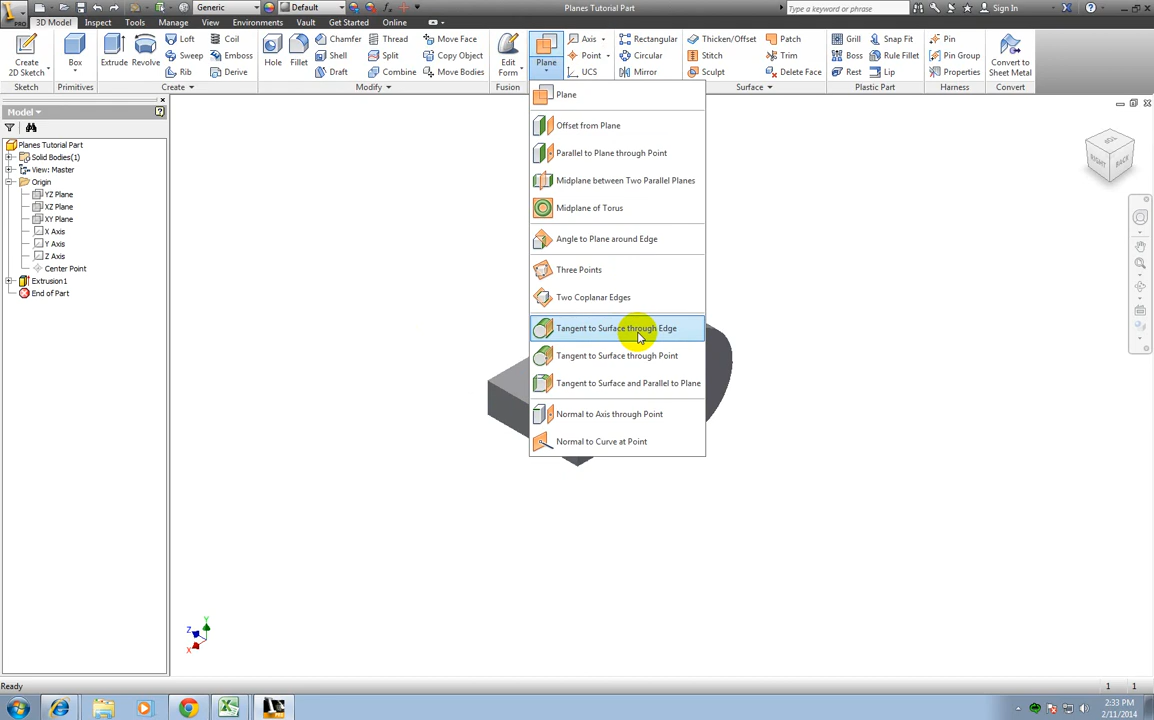 PRO
Generic
Default
Planes Tutorial Part
Type a keyword or phrase
Sign In
3D Model
Inspect
Tools
Manage
View
Environments
Vault
Get Started
Online
Create
2D Sketch
Sketch
Box
Primitives
Extrude
Revolve
Loft
Sweep
Rib
Coil
Emboss
Derive
Create
Hole
Fillet
Chamfer
Shell
Draft
Thread
Split
Combine
Move Face
Copy Object
Move Bodies
Modify
Edit
Form
Fusion
Plane
Axis
Point
UCS
Rectangular
Circular
Mirror
Thicken/Offset
Stitch
Sculpt
Patch
Trim
Delete Face
Surface
Grill
Boss
Rest
Snap Fit
Rule Fillet
Lip
Plastic Part
Pin
Pin Group
Properties
Harness
Convert to
Sheet Metal
Convert
Model
Planes Tutorial Part
Solid Bodies(1)
View: Master
Origin
YZ Plane
XZ Plane
XY Plane
X Axis
Y Axis
Z Axis
Center Point
Extrusion1
End of Part
Plane
Offset from Plane
Parallel to Plane through Point
Midplane between Two Parallel Planes
Midplane of Torus
Angle to Plane around Edge
Three Points
Two Coplanar Edges
Tangent to Surface through Edge
Tangent to Surface through Point
Tangent to Surface and Parallel to Plane
Normal to Axis through Point
Normal to Curve at Point
TOP
RIGHT
BACK
Y
Z
X
Ready
1
1
2:33 PM
2/11/2014